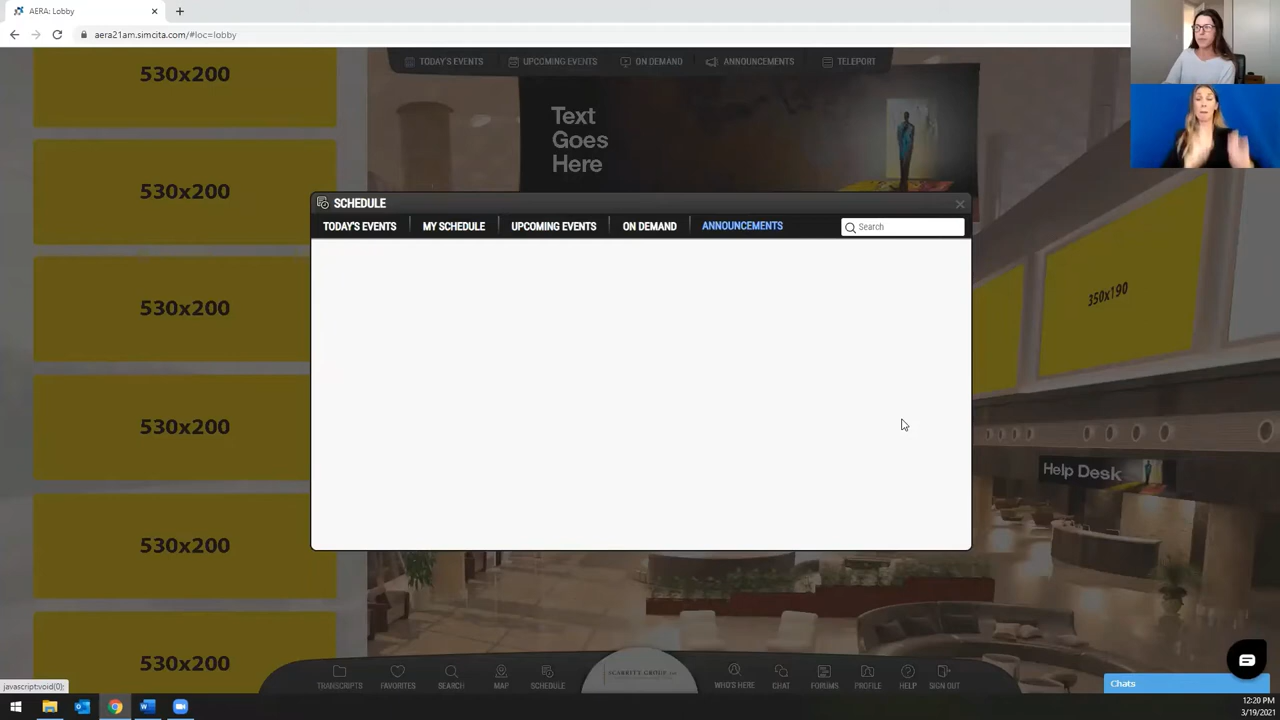 AERA: Lobby
aera21am.simcita.com/#loc=lobby
TODAY'S EVENTS
UPCOMING EVENTS
ON DEMAND
ANNOUNCEMENTS
TELEPORT
530x200
530x200
530x200
530x200
530x200
530x200
Text
Goes
Here
SCHEDULE
TODAY'S EVENTS
MY SCHEDULE
UPCOMING EVENTS
ON DEMAND
ANNOUNCEMENTS
Search
350x190
Help Desk
TRANSCRIPTS
FAVORITES
SEARCH
MAP
SCHEDULE
SCARRITT GROUP, INC
WHO'S HERE
CHAT
FORUMS
PROFILE
HELP
SIGN OUT
Chats
javascript:void(0);
12:20 PM
3/19/2021